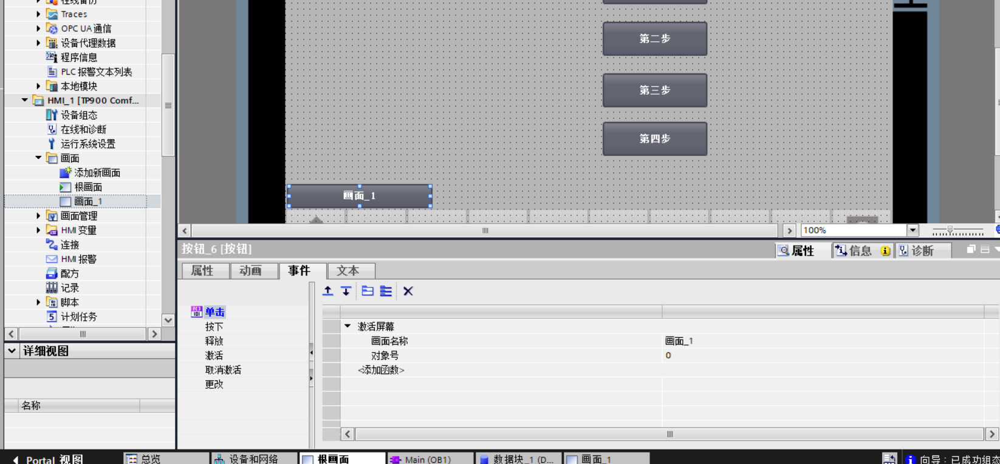 在线备份
Traces
OPC UA 通信
设备代理数据
程序信息
PLC 报警文本列表
本地模块
HMI_1 [TP900 Comf...
设备组态
在线和诊断
运行系统设置
画面
添加新画面
根画面
画面_1
画面管理
HMI 变量
连接
HMI 报警
配方
记录
脚本
计划任务
详细视图
名称
第二步
第三步
第四步
画面_1
100%
按钮_6 [按钮]
属性
信息
诊断
属性
动画
事件
文本
单击
按下
释放
激活
取消激活
更改
激活屏幕
画面名称
画面_1
对象号
0
<添加函数>
Portal 视图
总览
设备和网络
根画面
Main (OB1)
数据块_1 (D...
画面_1
向导：已成功组态